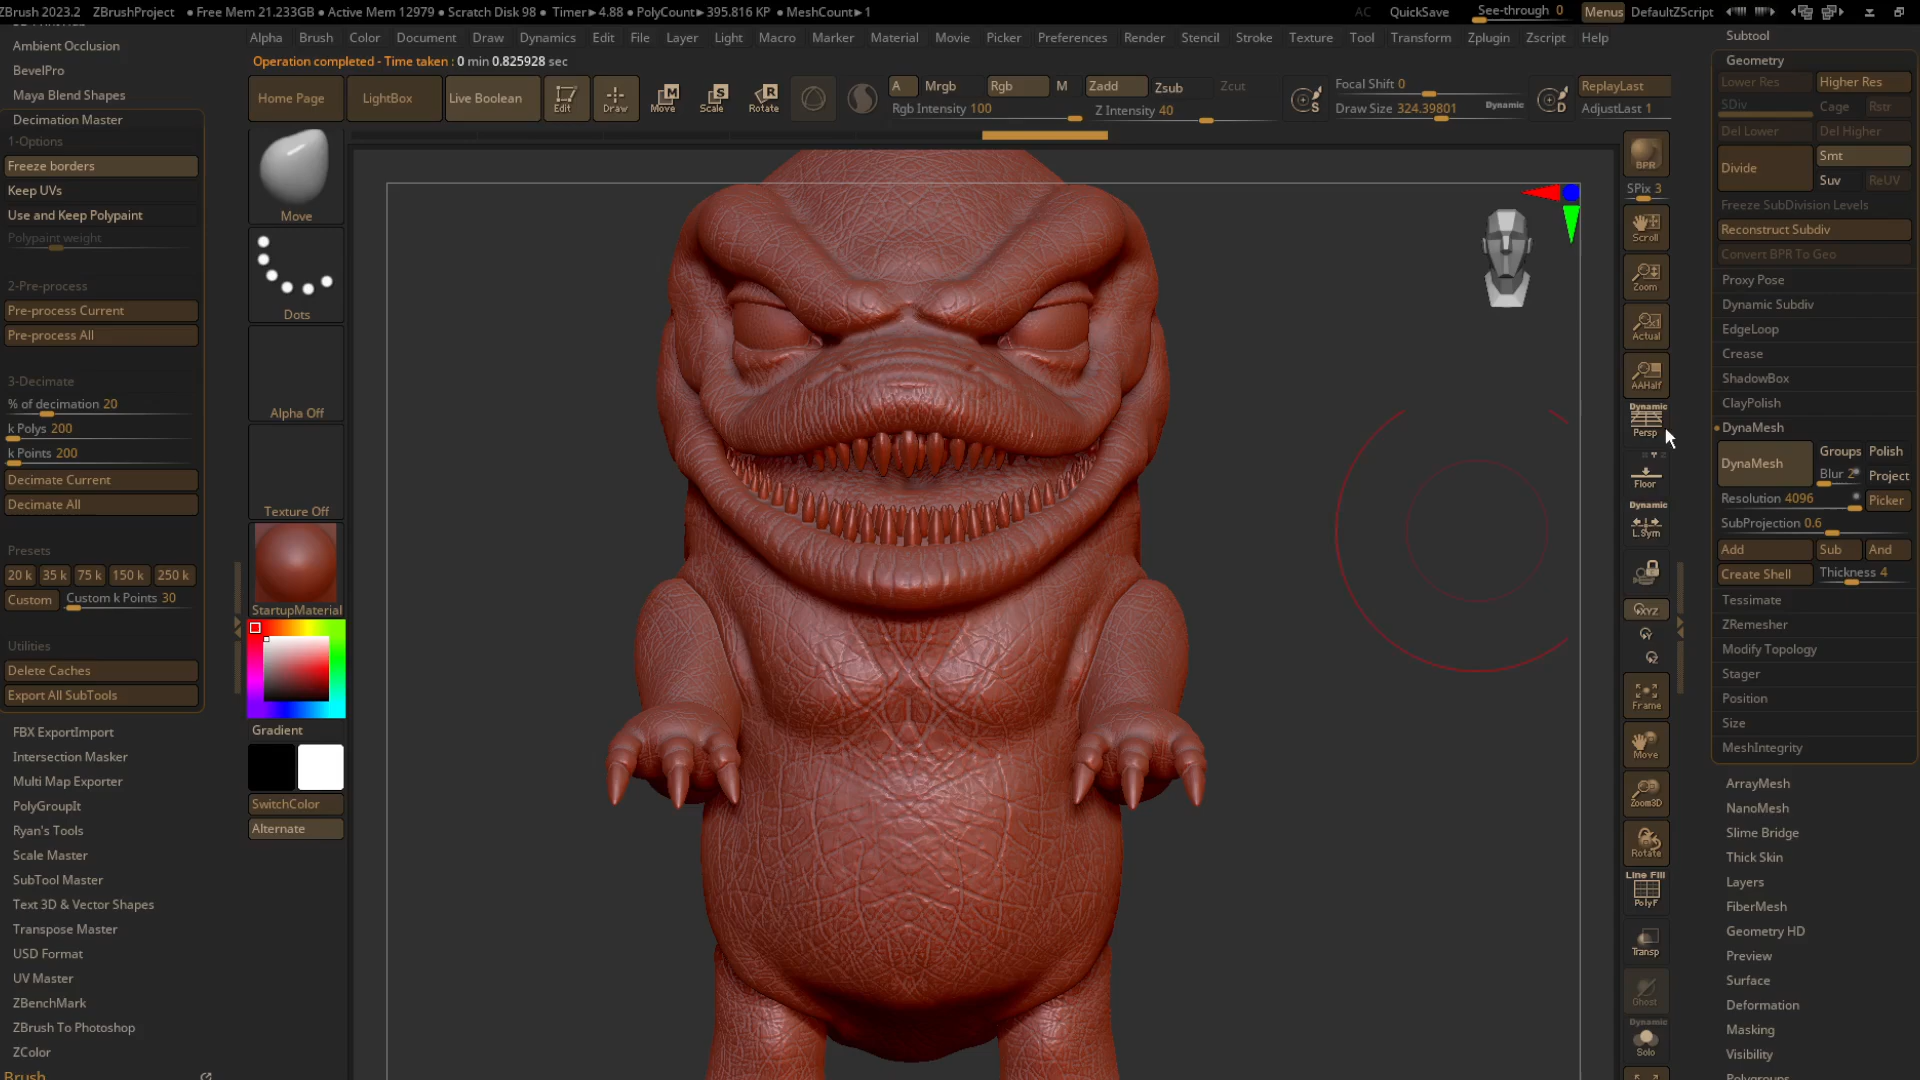 ZBrush 2023.2 ZBrushProject • Free Mem 21.233GB • Active Mem 12979 • Scratch Disk 98 • Timer►4.88 • PolyCount►395.816 KP • MeshCount►1
AC QuickSave See-through 0 Menus DefaultZScript
Alpha Brush Color Document Draw Dynamics Edit File Layer Light Macro Marker Material Movie Picker Preferences Render Stencil Stroke Texture Tool Transform Zplugin Zscript Help
Operation completed - Time taken : 0 min 0.825928 sec
Home Page LightBox Live Boolean Edit Draw Move Scale Rotate
A Mrgb Rgb M Zadd Zsub Zcut
Rgb Intensity 100 Z Intensity 40
Focal Shift 0
Draw Size 324.39801 Dynamic
S
D
ReplayLast
AdjustLast 1
Ambient Occlusion
BevelPro
Maya Blend Shapes
Decimation Master
1-Options
Freeze borders
Keep UVs
Use and Keep Polypaint
Polypaint weight
2-Pre-process
Pre-process Current
Pre-process All
3-Decimate
% of decimation 20
k Polys 200
k Points 200
Decimate Current
Decimate All
Presets
20 k 35 k 75 k 150 k 250 k
Custom Custom k Points 30
Utilities
Delete Caches
Export All SubTools
FBX ExportImport
Intersection Masker
Multi Map Exporter
PolyGroupIt
Ryan's Tools
Scale Master
SubTool Master
Text 3D & Vector Shapes
Transpose Master
USD Format
UV Master
ZBenchMark
ZBrush To Photoshop
ZColor
Brush
Move
Dots
Alpha Off
Texture Off
StartupMaterial
Gradient
SwitchColor
Alternate
BPR
SPix 3
Scroll
Zoom
Actual
AAHalf
Dynamic
Persp
Floor
Dynamic
L.Sym
XYZ
Frame
Move
Zoom3D
Rotate
Line Fill
PolyF
Transp
Ghost
Dynamic
Solo
Subtool
Geometry
Lower Res Higher Res
SDiv Cage Rstr
Del Lower Del Higher
Divide Smt
Suv ReUV
Freeze SubDivision Levels
Reconstruct Subdiv
Convert BPR To Geo
Proxy Pose
Dynamic Subdiv
EdgeLoop
Crease
ShadowBox
ClayPolish
DynaMesh
DynaMesh Groups Polish
Blur 2 Project
Resolution 4096 Picker
SubProjection 0.6
Add Sub And
Create Shell Thickness 4
Tessimate
ZRemesher
Modify Topology
Stager
Position
Size
MeshIntegrity
ArrayMesh
NanoMesh
Slime Bridge
Thick Skin
Layers
FiberMesh
Geometry HD
Preview
Surface
Deformation
Masking
Visibility
Polygroups